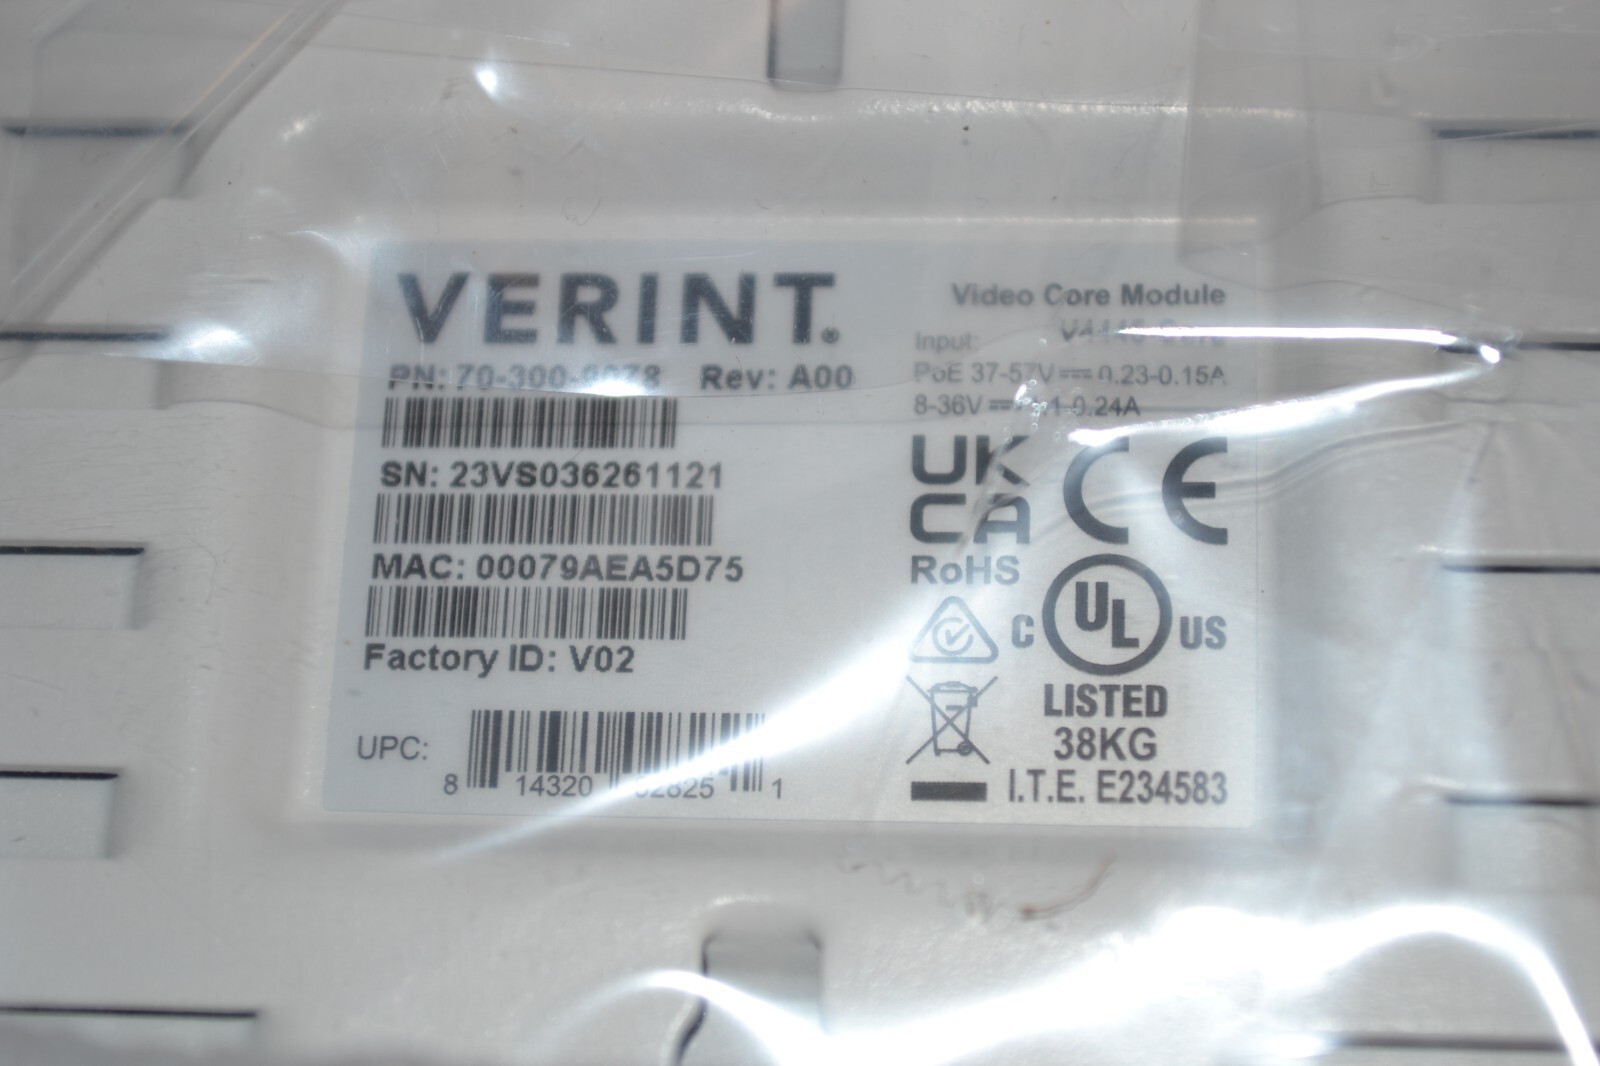 VERINT®
Video Core Module
Input:
PN: 70-300-0078 Rev: A00
PoE 37-57V ⎓ 0.23-0.15A
8-36V
SN: 23VS036261121
UK
CA
CE
MAC: 00079AEA5D75
RoHS
C UL US
Factory ID: V02
LISTED
38KG
UPC:
8 14320 02825 1
I.T.E. E234583